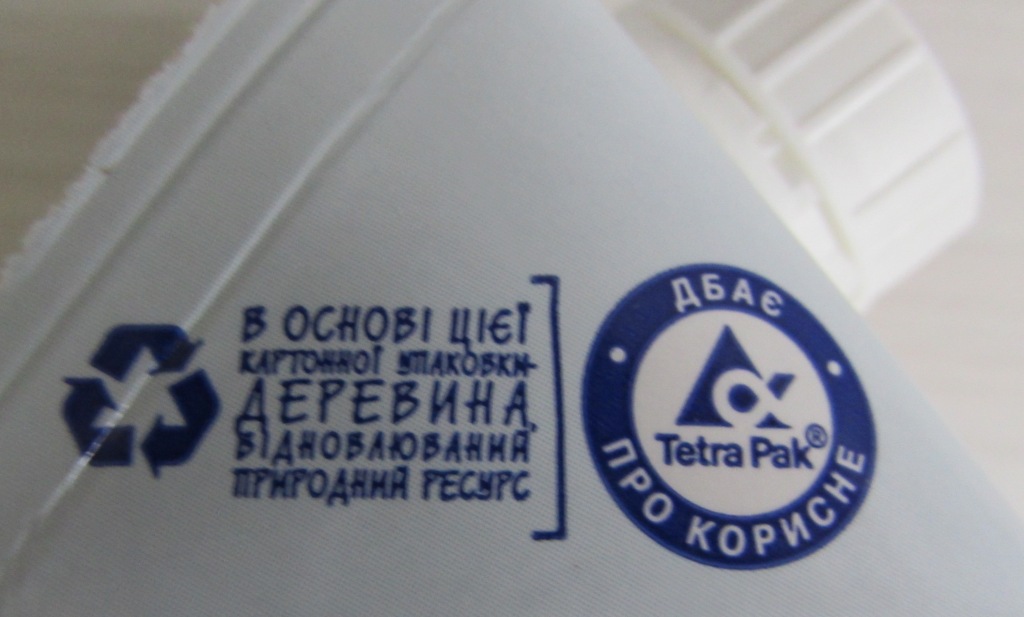 В ОСНОВІ ЦІЄЇ
КАРТОННОЇ УПАКОВКИ-
ДЕРЕВИНА,
ВІДНОВЛЮВАНИЙ
ПРИРОДНИЙ РЕСУРС
ДБАЄ
Tetra Pak®
ПРО КОРИСНЕ